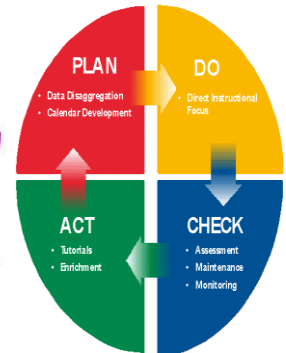 PLAN
• Data Disaggregation
• Calendar Development
DO
• Direct Instructional
Focus
ACT
• Tutorials
• Enrichment
CHECK
• Assessment
• Maintenance
• Monitoring